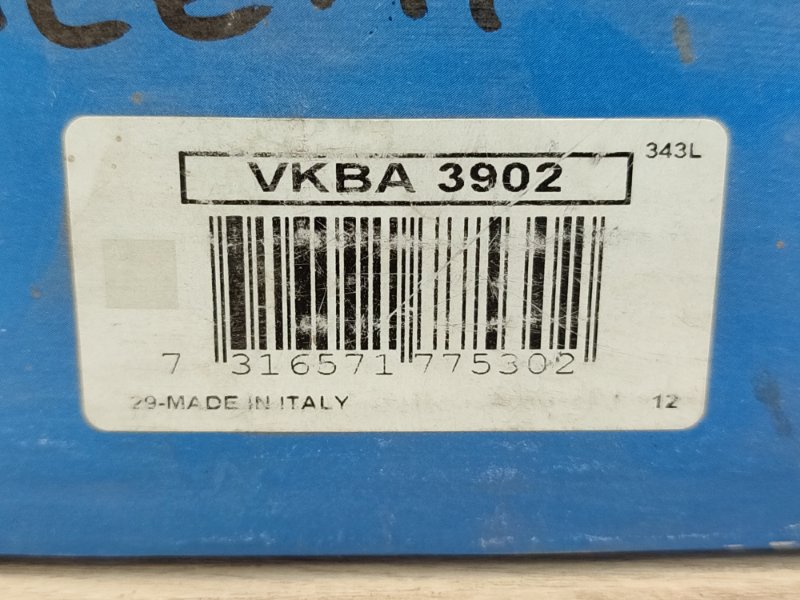 343L
VKBA 3902
7 316571 775302
29-MADE IN ITALY
12